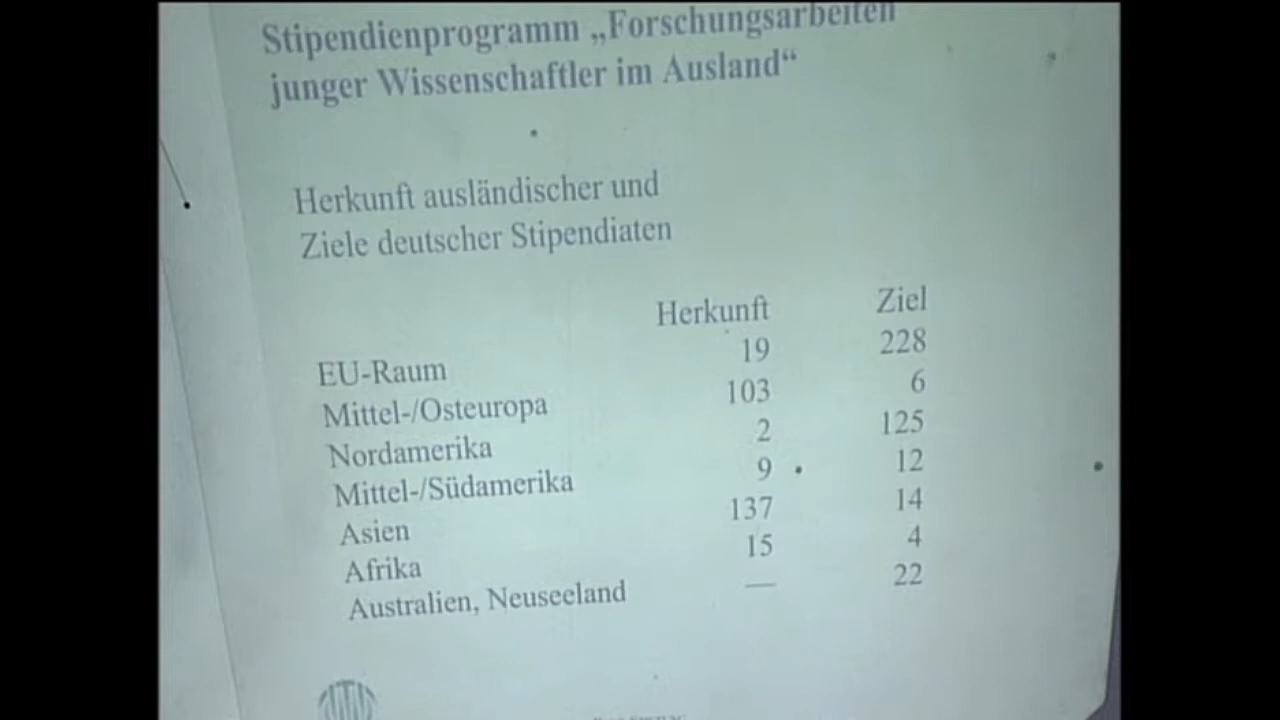 Stipendienprogramm „Forschungsarbeiten
junger Wissenschaftler im Ausland“
Herkunft ausländischer und
Ziele deutscher Stipendiaten
Herkunft Ziel
EU-Raum 19 228
Mittel-/Osteuropa 103 6
Nordamerika 2 125
Mittel-/Südamerika 9 12
Asien 137 14
Afrika 15 4
Australien, Neuseeland — 22